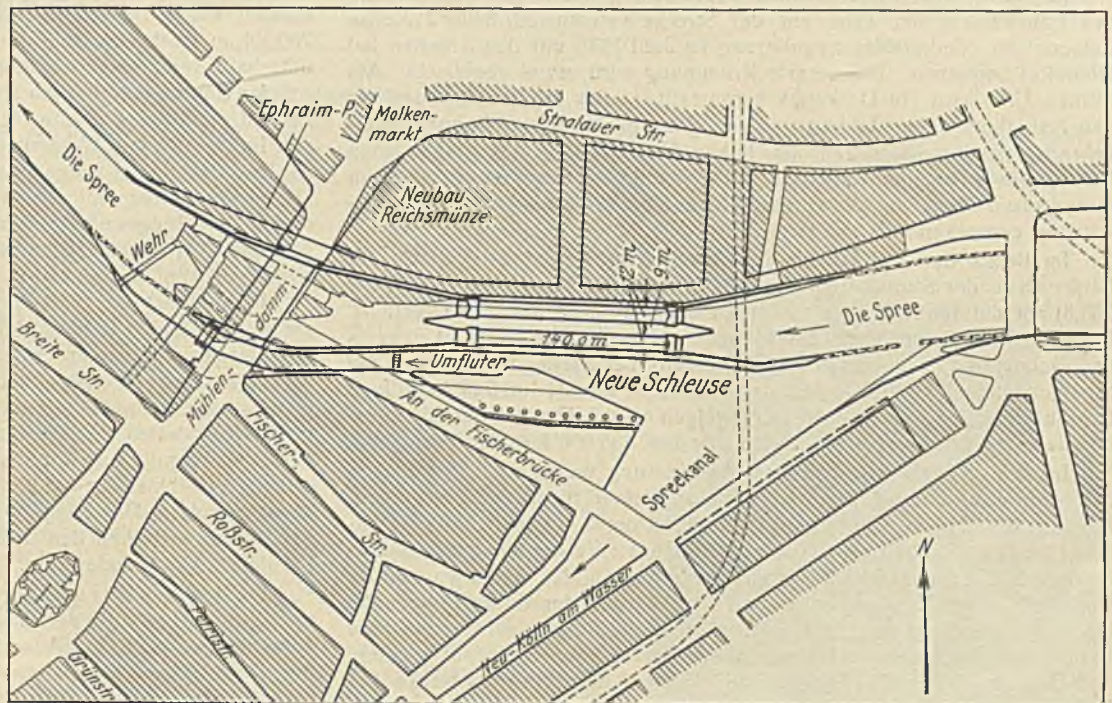 Ephraim-P.
Molken-
markt
Stralauer Str.
Die Spree
Neubau
Reichsmünze
Wehr
12 m
9 m
Mühlen-
damm
Die Spree
140,0 m
Breite
Str.
Umfluter
Neue Schleuse
An der Fischerbrücke
Fischer-
Str.
Spreekanal
Roßstr.
Neu-Kölln am Wasser
N
Petristr.
Grünstr.